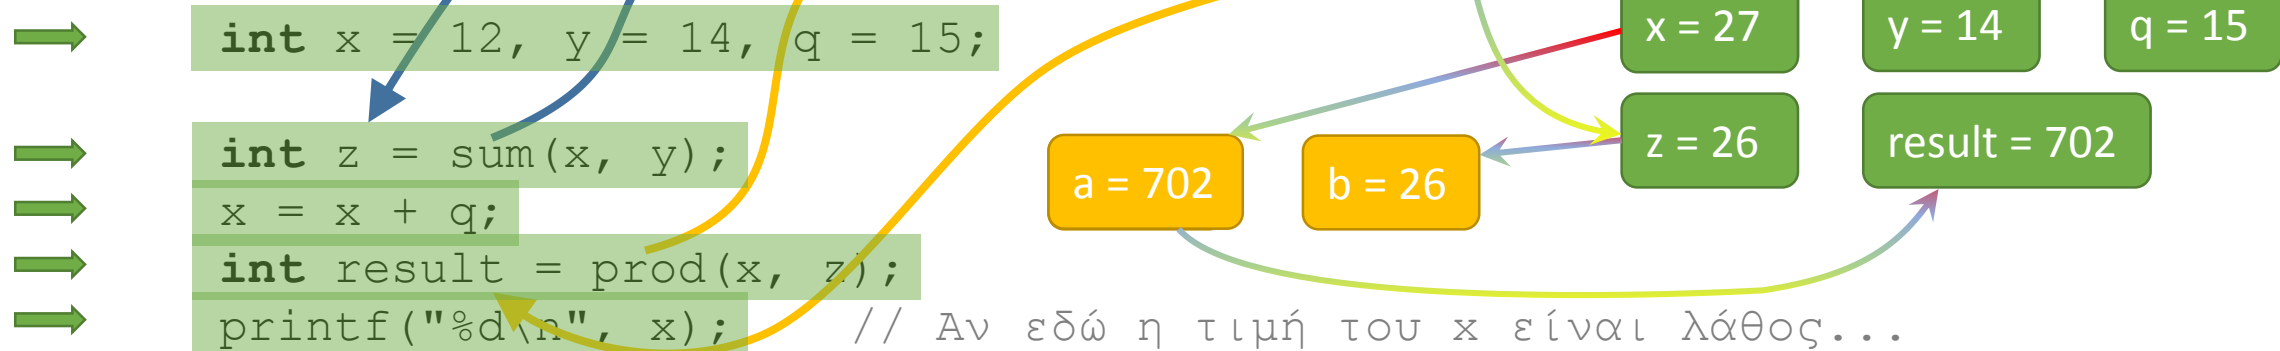 int x = 12, y = 14, q = 15;
x = 27
y = 14
q = 15
int z = sum(x, y);
z = 26
result = 702
a = 702
b = 26
x = x + q;
int result = prod(x, z);
printf("%d\n", x); // Αν εδώ η τιμή του x είναι λάθος...